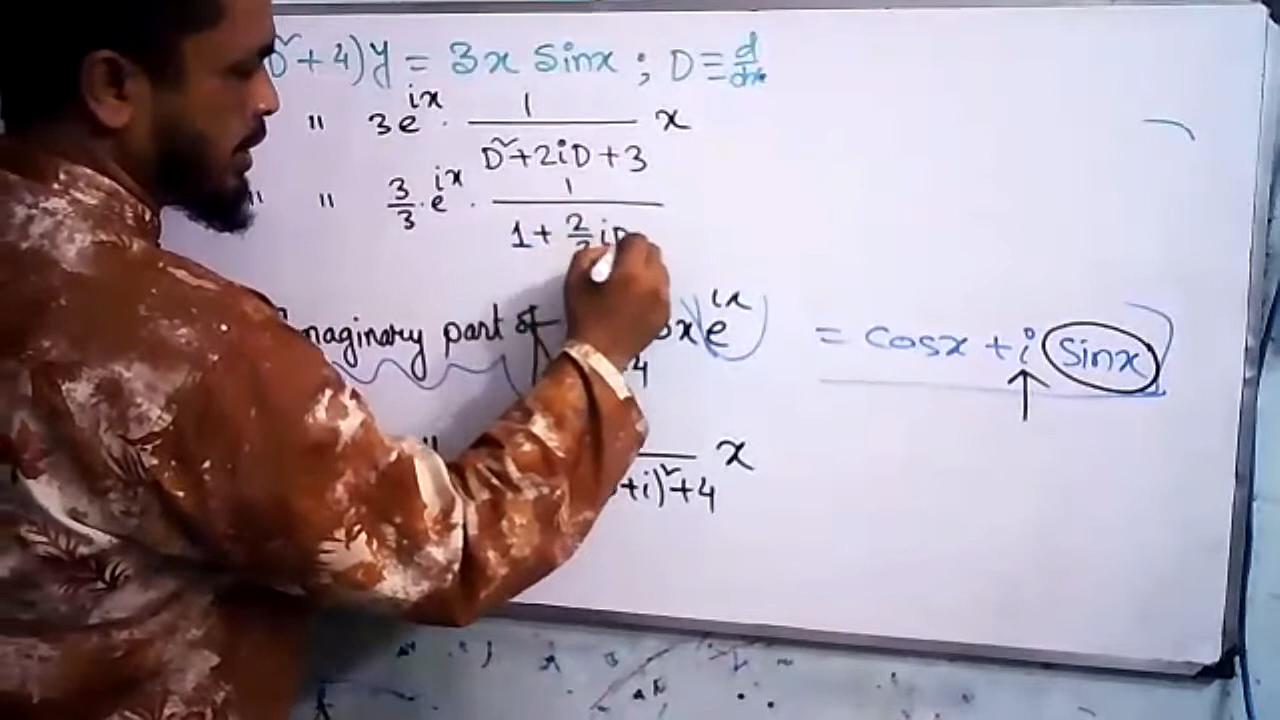 D² + 4)y = 3x Sinx ; D ≡ d/dx
" 3e^{ix} · 1/(D² + 2iD + 3) x
" " 3/3 · e^{ix} · 1/(1 + 2/3 iD
maginary part of x e^{ix} = Cosx + i Sinx
4
" x
+i)² + 4